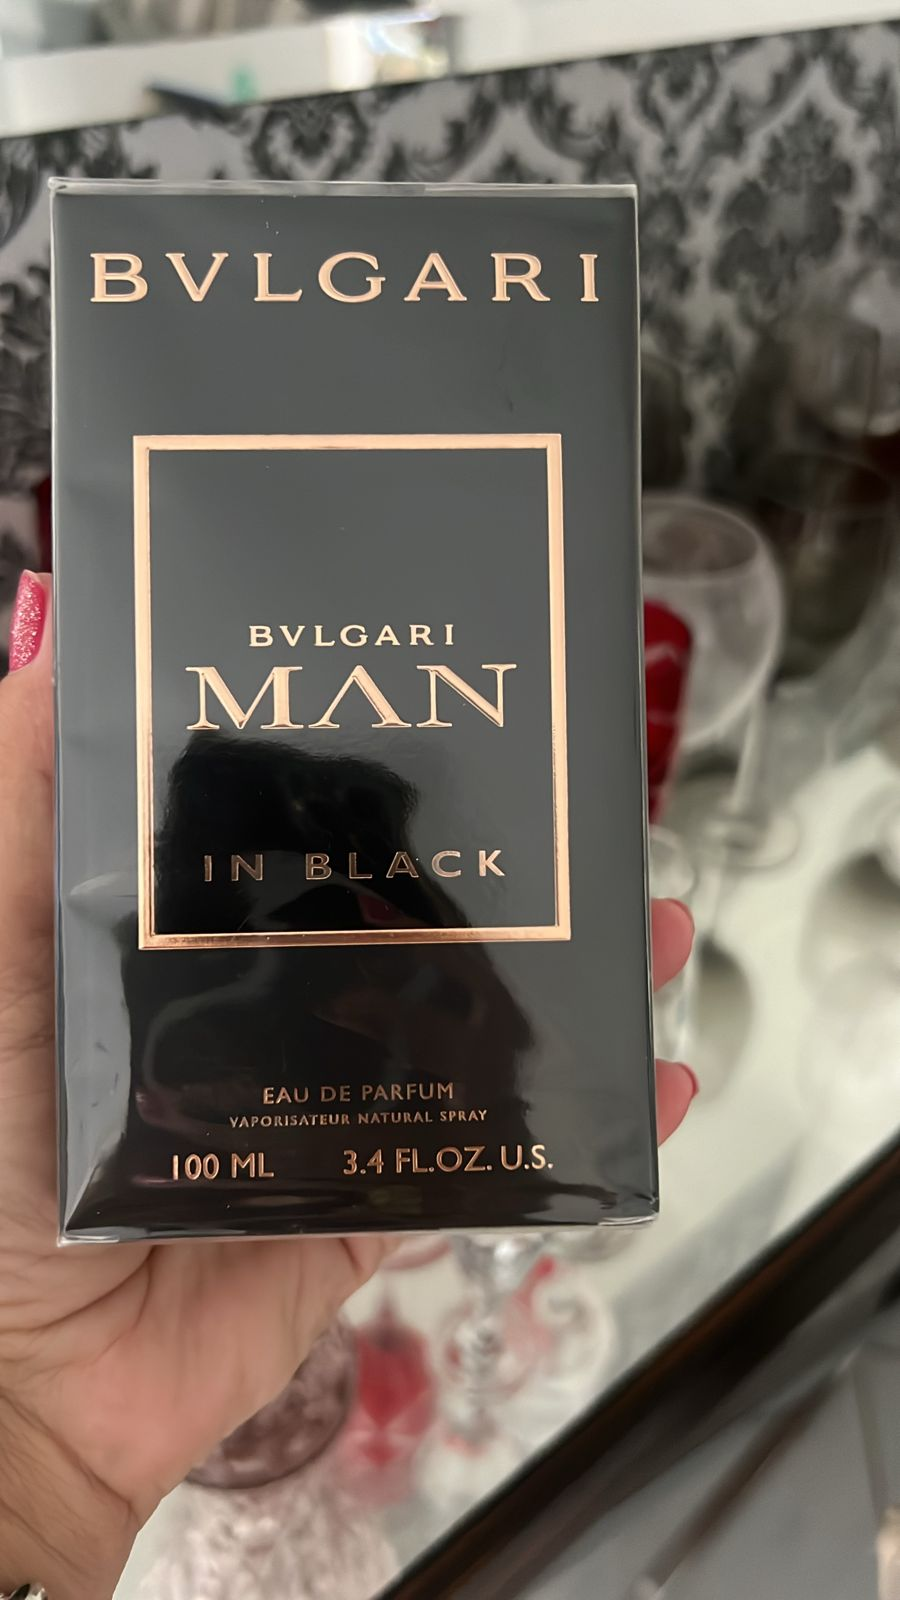 BVLGARI
BVLGARI
MAN
IN BLACK
EAU DE PARFUM
VAPORISATEUR NATURAL SPRAY
100 ML 3.4 FL.OZ. U.S.